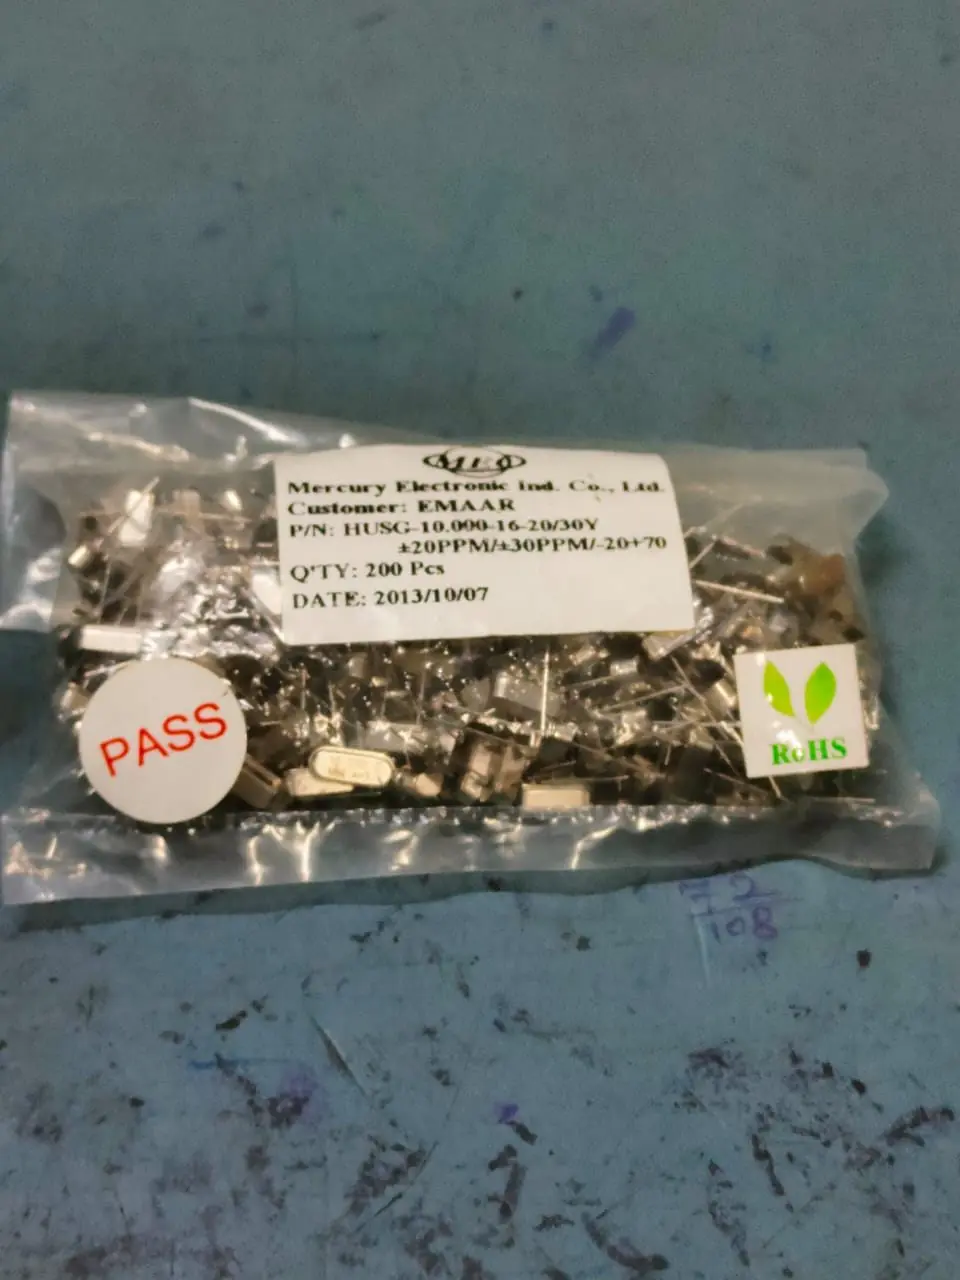 Mercury Electronic Ind. Co., Ltd.
Customer: EMAAR
P/N: HUSG-10.000-16-20/30Y
±20PPM/±30PPM/-20+70
Q'TY: 200 Pcs
DATE: 2013/10/07
PASS
RoHS
72
108